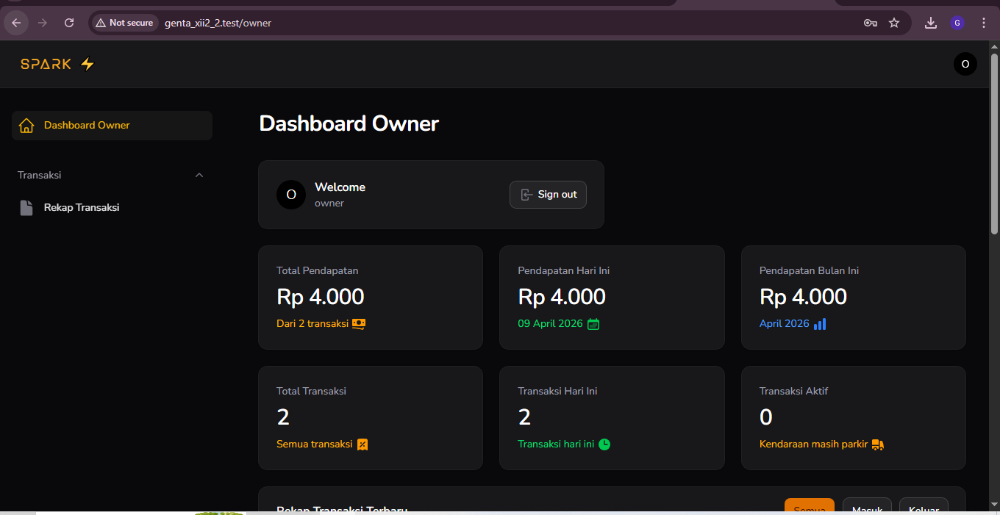 Not secure genta_xii2_2.test/owner G
SPARK O
Dashboard Owner
Transaksi
Rekap Transaksi
Dashboard Owner
O Welcome
owner
Sign out
Total Pendapatan
Rp 4.000
Dari 2 transaksi
Pendapatan Hari Ini
Rp 4.000
09 April 2026
Pendapatan Bulan Ini
Rp 4.000
April 2026
Total Transaksi
2
Semua transaksi
Transaksi Hari Ini
2
Transaksi hari ini
Transaksi Aktif
0
Kendaraan masih parkir
Rekap Transaksi Terbaru
Semua Masuk Keluar